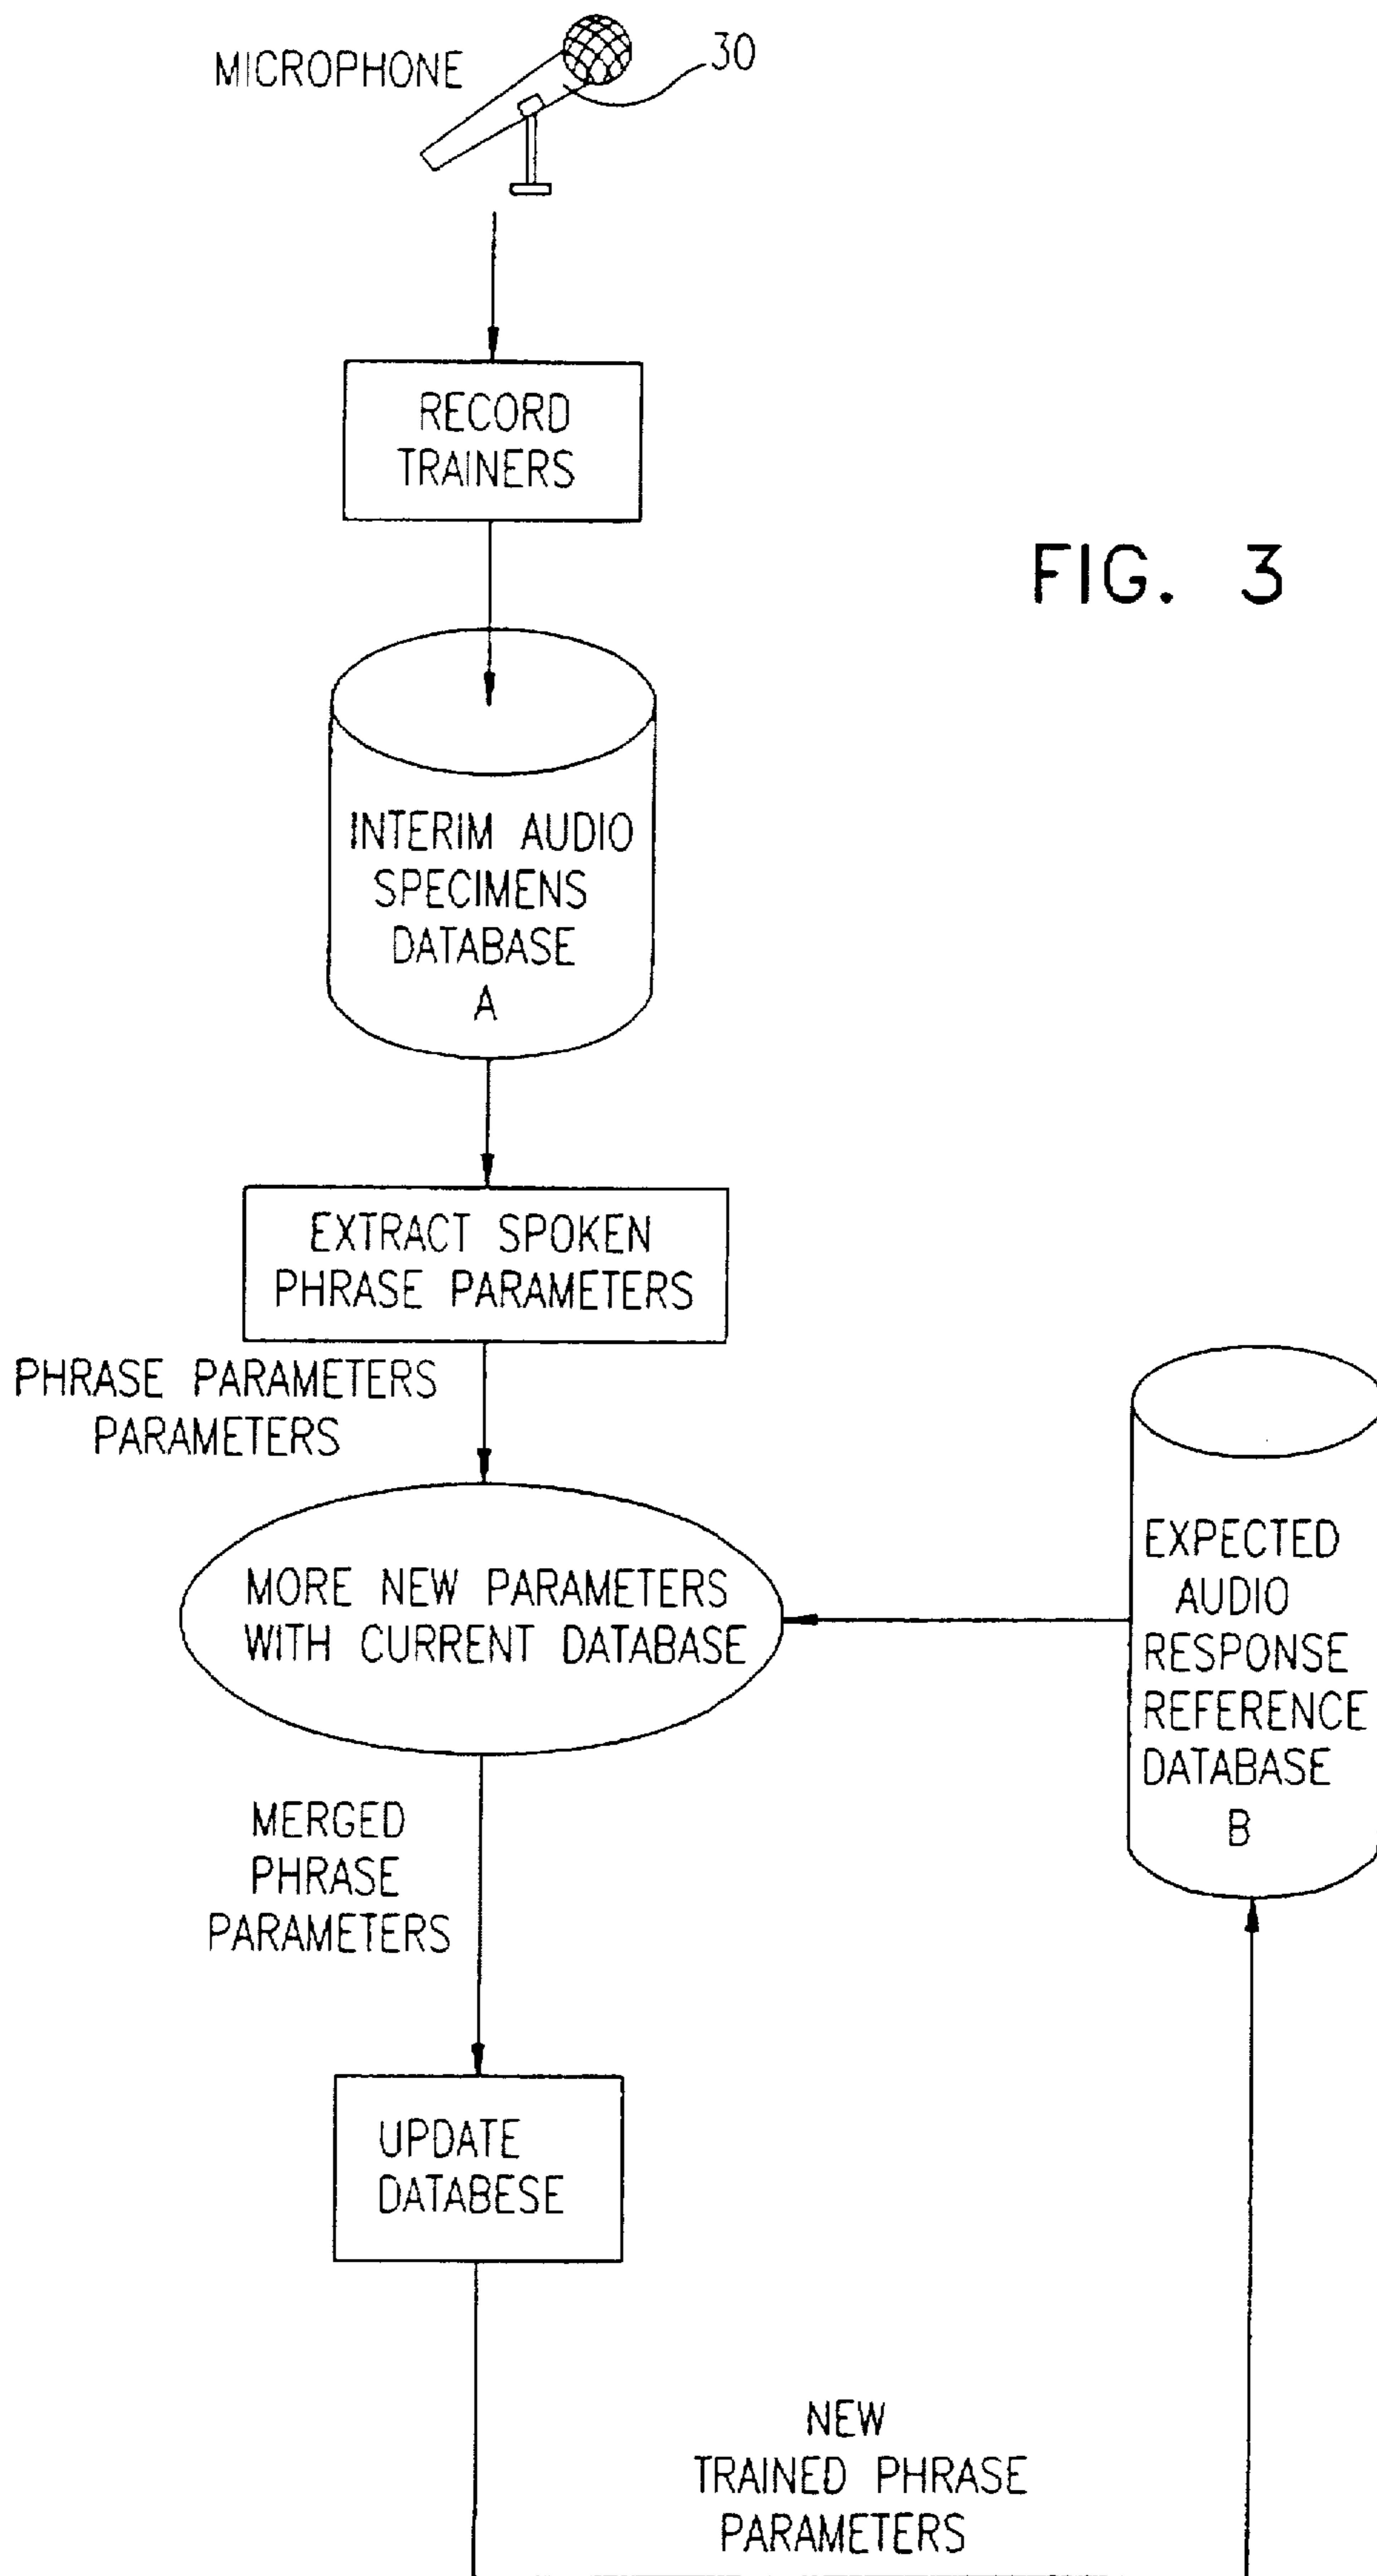 MICROPHONE
30
RECORD
TRAINERS
FIG. 3
INTERIM AUDIO
SPECIMENS
DATABASE
A
EXTRACT SPOKEN
PHRASE PARAMETERS
PHRASE PARAMETERS
PARAMETERS
MORE NEW PARAMETERS
WITH CURRENT DATABASE
EXPECTED
AUDIO
RESPONSE
REFERENCE
DATABASE
B
MERGED
PHRASE
PARAMETERS
UPDATE
DATABESE
NEW
TRAINED PHRASE
PARAMETERS